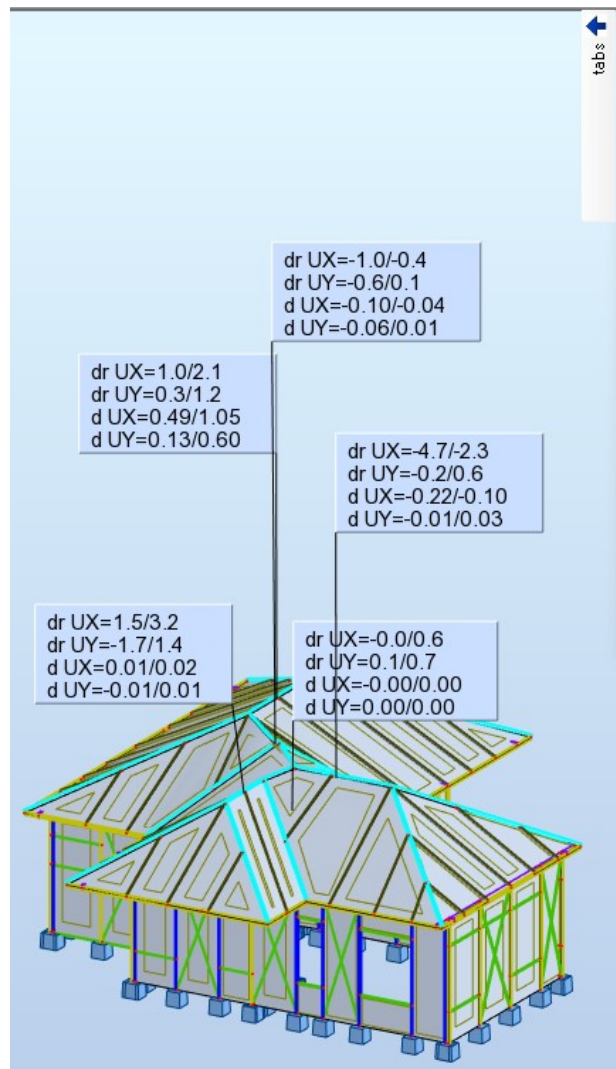 tabs
dr UX=-1.0/-0.4
dr UY=-0.6/0.1
d UX=-0.10/-0.04
d UY=-0.06/0.01
dr UX=1.0/2.1
dr UY=0.3/1.2
d UX=0.49/1.05
d UY=0.13/0.60
dr UX=-4.7/-2.3
dr UY=-0.2/0.6
d UX=-0.22/-0.10
d UY=-0.01/0.03
dr UX=1.5/3.2
dr UY=-1.7/1.4
d UX=0.01/0.02
d UY=-0.01/0.01
dr UX=-0.0/0.6
dr UY=0.1/0.7
d UX=-0.00/0.00
d UY=0.00/0.00